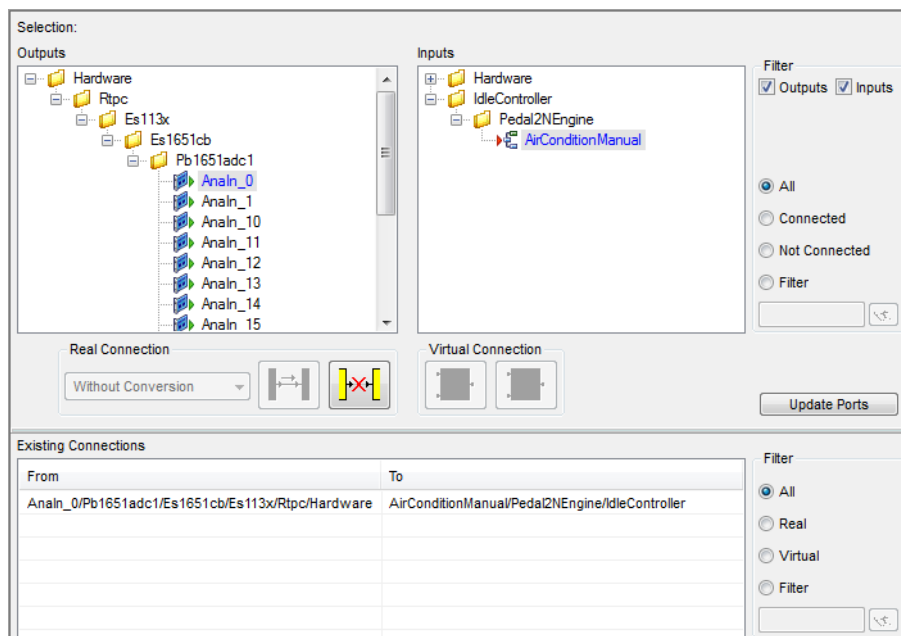 Selection:
Outputs
Hardware
Rtpc
Es113x
Es1651cb
Pb1651adc1
AnaIn_0
AnaIn_1
AnaIn_10
AnaIn_11
AnaIn_12
AnaIn_13
AnaIn_14
AnaIn_15
Inputs
Hardware
IdleController
Pedal2NEngine
AirConditionManual
Filter
Outputs Inputs
All
Connected
Not Connected
Filter
Real Connection
Without Conversion
Virtual Connection
Update Ports
Existing Connections
From To
AnaIn_0/Pb1651adc1/Es1651cb/Es113x/Rtpc/Hardware AirConditionManual/Pedal2NEngine/IdleController
Filter
All
Real
Virtual
Filter